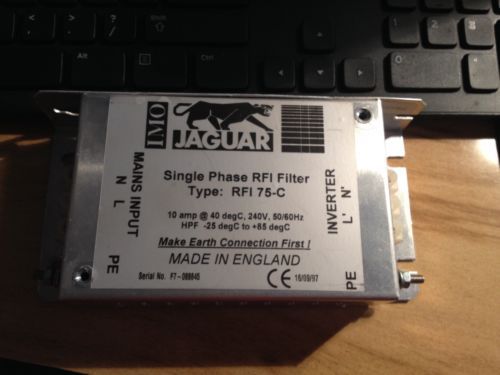 Alt
Ctrl
IMO
JAGUAR
Single Phase RFI Filter
Type: RFI 75-C
10 amp @ 40 degC, 240V, 50/60Hz
HPF -25 degC to +85 degC
Make Earth Connection First !
MADE IN ENGLAND
Serial No. F7-088645
CE 16/09/97
MAINS INPUT
N L
PE
INVERTER
L' N'
PE